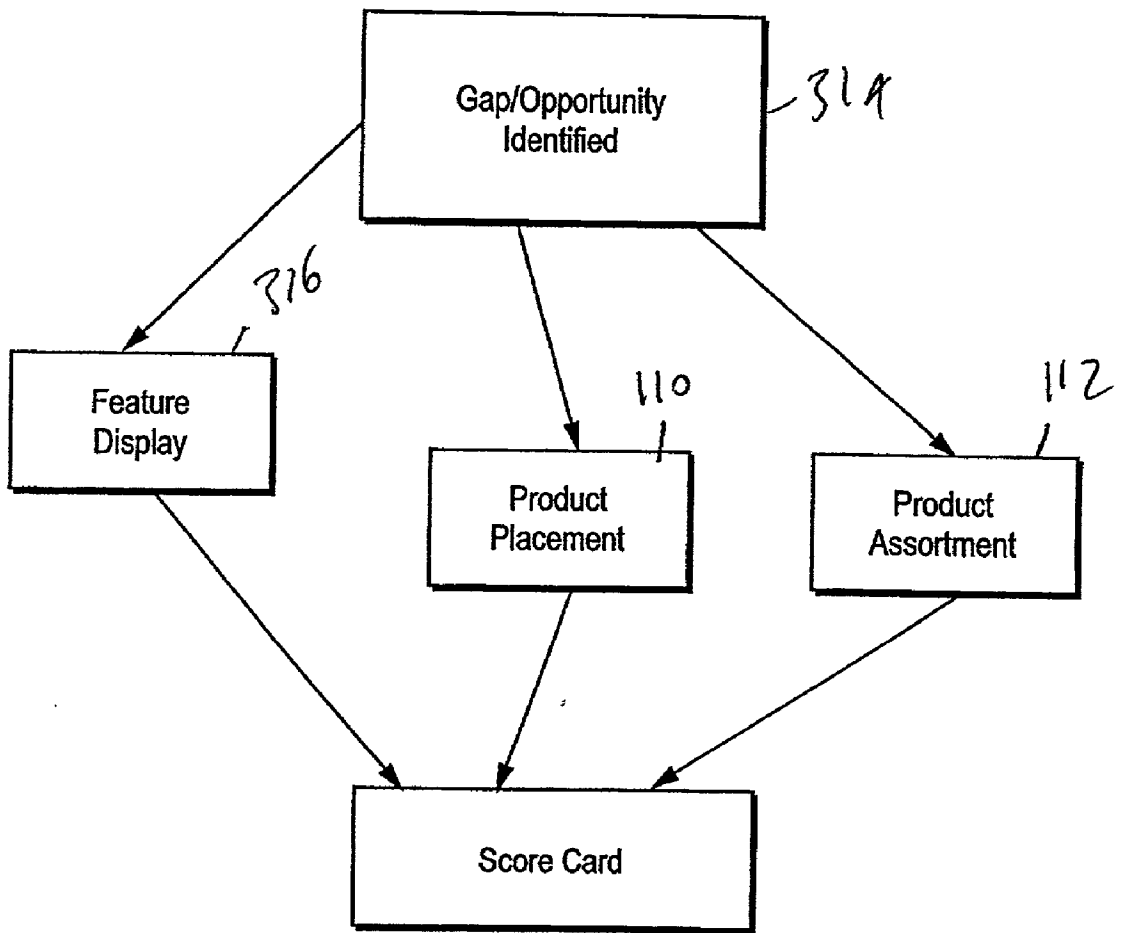 Gap/Opportunity
Identified
316
Feature
Display
110
Product
Placement
112
Product
Assortment
Score Card